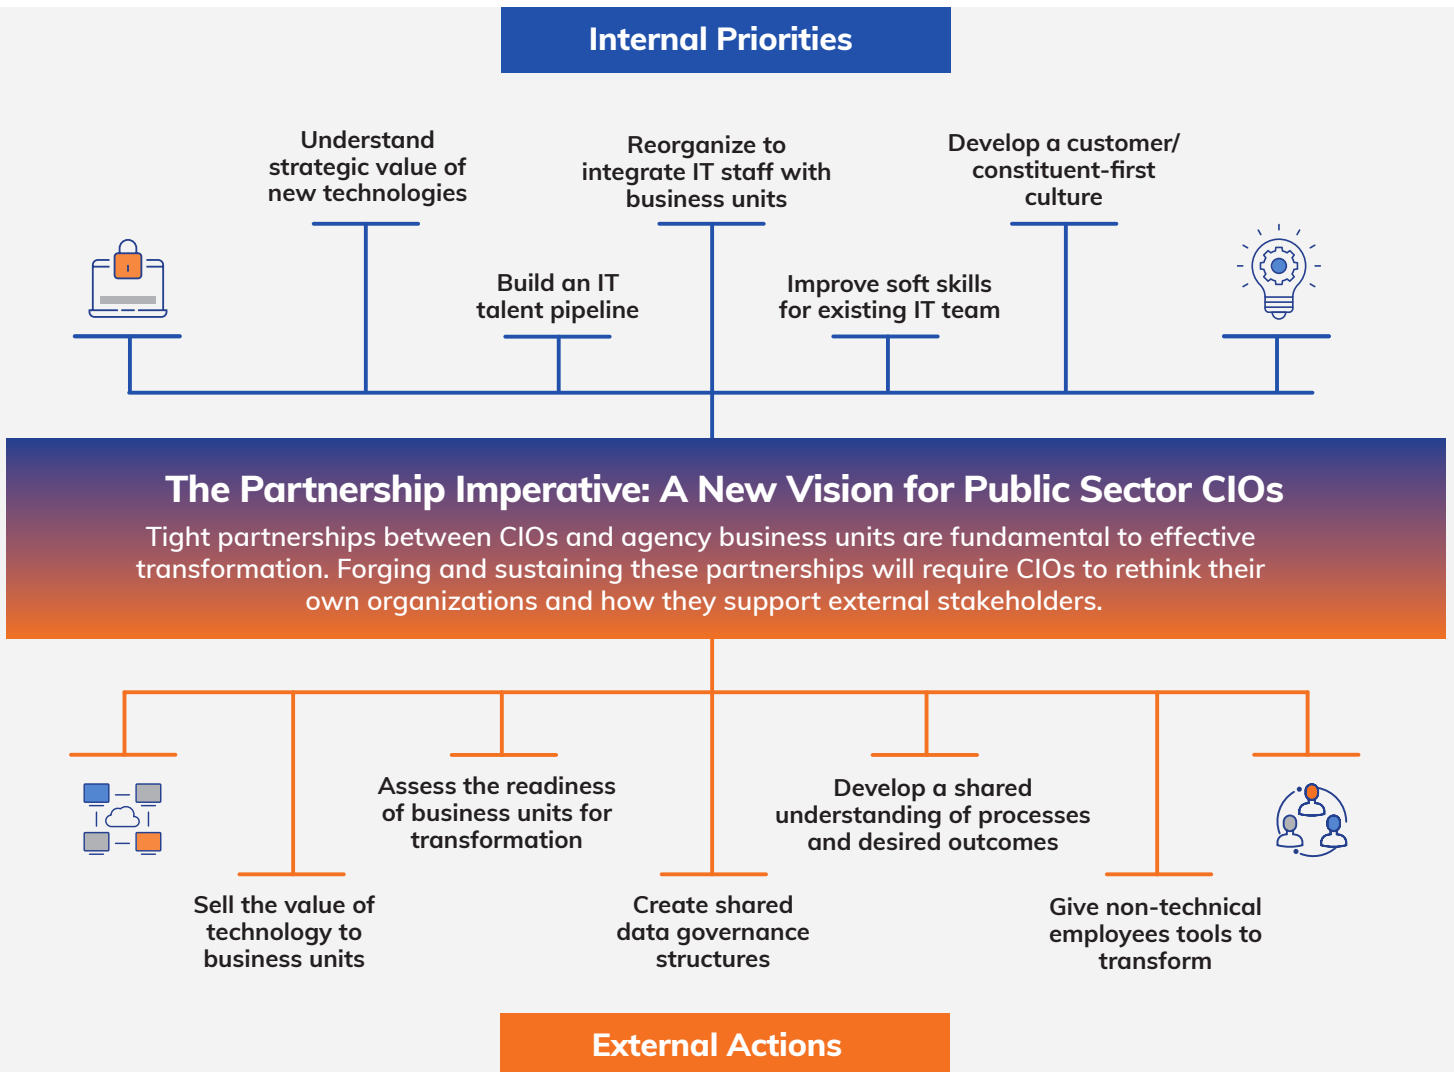 Internal Priorities
Understand
strategic value of
new technologies
Reorganize to
integrate IT staff with
business units
Develop a customer/
constituent-first
culture
Build an IT
talent pipeline
Improve soft skills
for existing IT team
The Partnership Imperative: A New Vision for Public Sector CIOs
Tight partnerships between CIOs and agency business units are fundamental to effective
transformation. Forging and sustaining these partnerships will require CIOs to rethink their
own organizations and how they support external stakeholders.
Assess the readiness
of business units for
transformation
Develop a shared
understanding of processes
and desired outcomes
Sell the value of
technology to
business units
Create shared
data governance
structures
Give non-technical
employees tools to
transform
External Actions